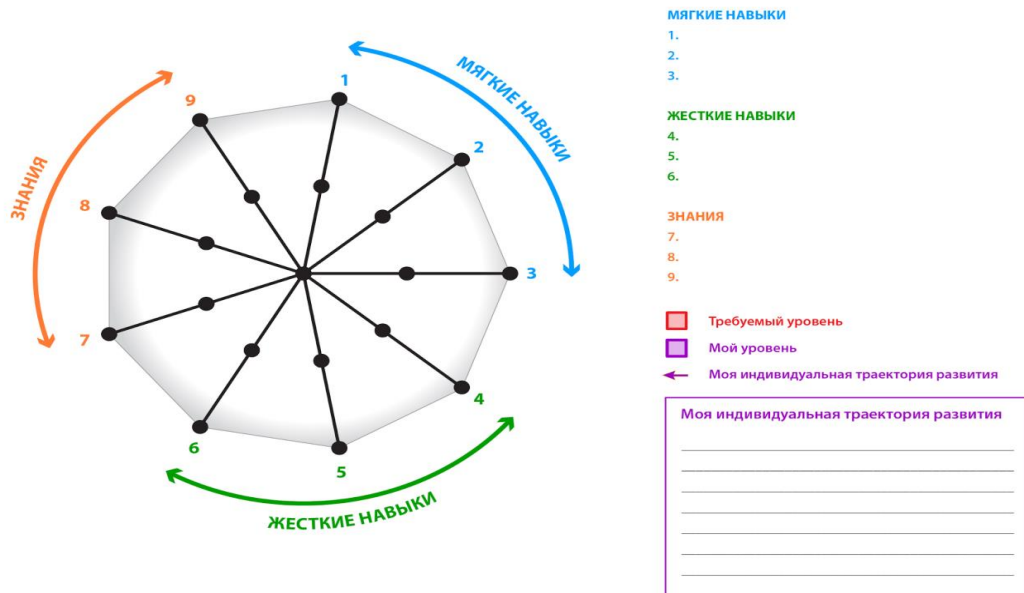 1
2
3
4
5
6
7
8
9
МЯГКИЕ НАВЫКИ
ЖЕСТКИЕ НАВЫКИ
ЗНАНИЯ
МЯГКИЕ НАВЫКИ
1.
2.
3.
ЖЕСТКИЕ НАВЫКИ
4.
5.
6.
ЗНАНИЯ
7.
8.
9.
Требуемый уровень
Мой уровень
Моя индивидуальная траектория развития
Моя индивидуальная траектория развития